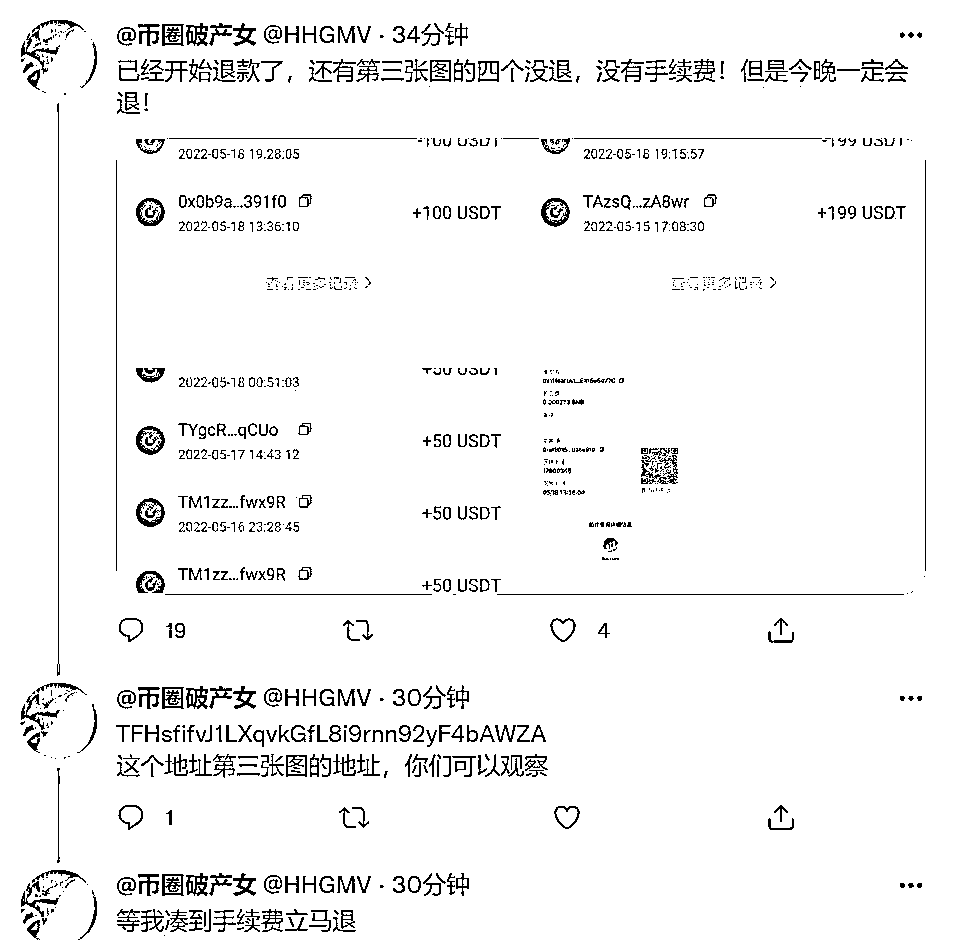 @币圈破产女 @HHGMV · 34分钟
已经开始退款了，还有第三张图的四个没退，没有手续费！但是今晚一定会
退！
-100 USDT
2022-05-18 19:28:05
0x0b9a...391f0
+100 USDT
2022-05-18 13:36:10
查看更多记录
-199 USDT
2022-05-18 19:15:57
TAzsQ...zA8wr
+199 USDT
2022-05-15 17:08:30
查看更多记录
+50 USDT
2022-05-18 00:51:03
TYgcR...qCUo
+50 USDT
2022-05-17 14:43 12
TM1zz...fwx9R
+50 USDT
2022-05-16 23:28:45
TM1zz...fwx9R
+50 USDT
19
4
@币圈破产女 @HHGMV · 30分钟
TFHsfifvJ1LXqvkGfL8i9rnn92yF4bAWZA
这个地址第三张图的地址，你们可以观察
1
@币圈破产女 @HHGMV · 30分钟
等我凑到手续费立马退